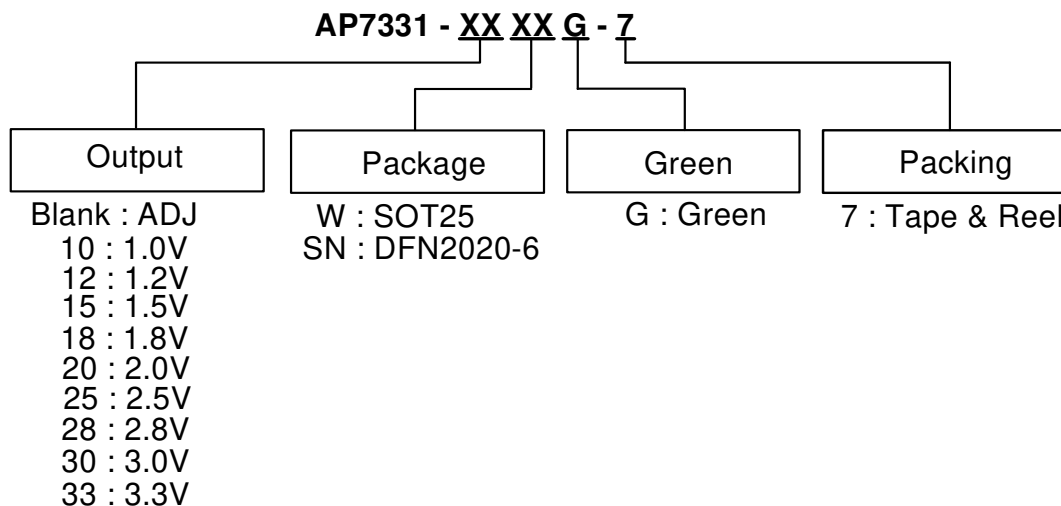 AP7331 - XX XX G - 7
Output
Blank : ADJ
10 : 1.0V
12 : 1.2V
15 : 1.5V
18 : 1.8V
20 : 2.0V
25 : 2.5V
28 : 2.8V
30 : 3.0V
33 : 3.3V
Package
W : SOT25
SN : DFN2020-6
Green
G : Green
Packing
7 : Tape & Reel